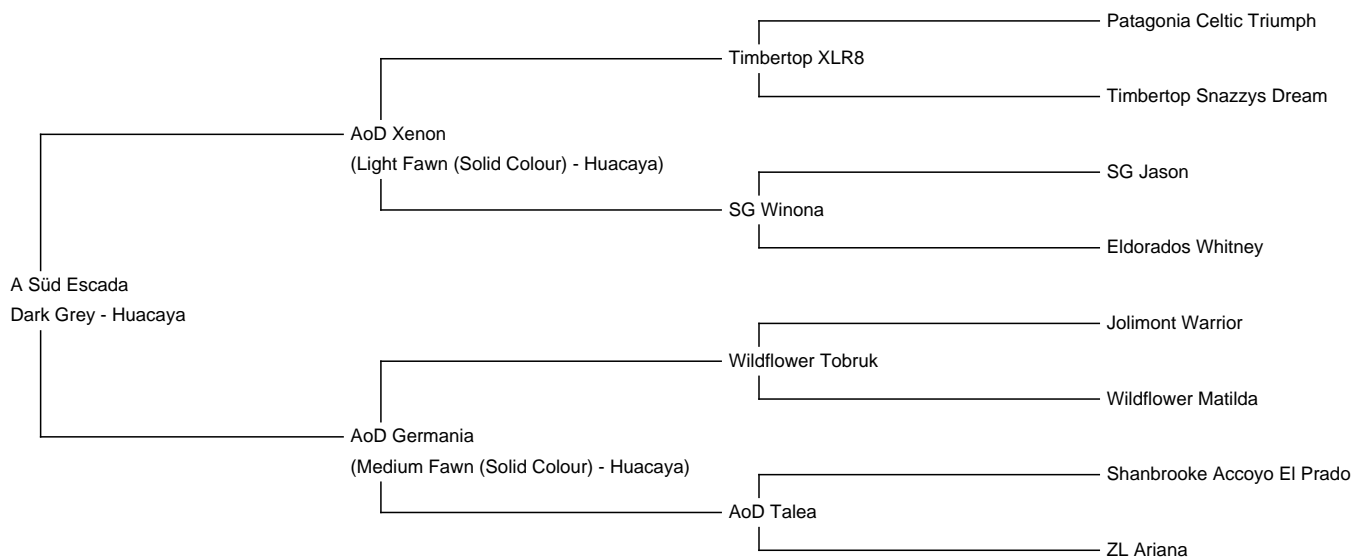 Patagonia Celtic Triumph
Timbertop XLR8
Timbertop Snazzys Dream
AoD Xenon
(Light Fawn (Solid Colour) - Huacaya)
SG Jason
SG Winona
Eldorados Whitney
A Süd Escada
Dark Grey - Huacaya
Jolimont Warrior
Wildflower Tobruk
Wildflower Matilda
AoD Germania
(Medium Fawn (Solid Colour) - Huacaya)
Shanbrooke Accoyo El Prado
AoD Talea
ZL Ariana